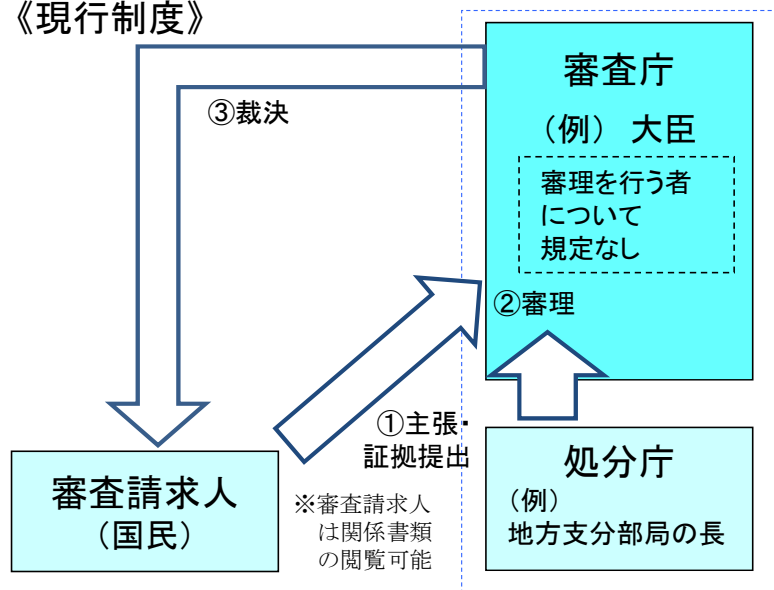 《現行制度》
審査庁
(例) 大臣
審理を行う者
について
規定なし
③裁決
②審理
①主張・
証拠提出
審査請求人
(国民)
※審査請求人
は関係書類
の閲覧可能
処分庁
(例)
地方支分部局の長